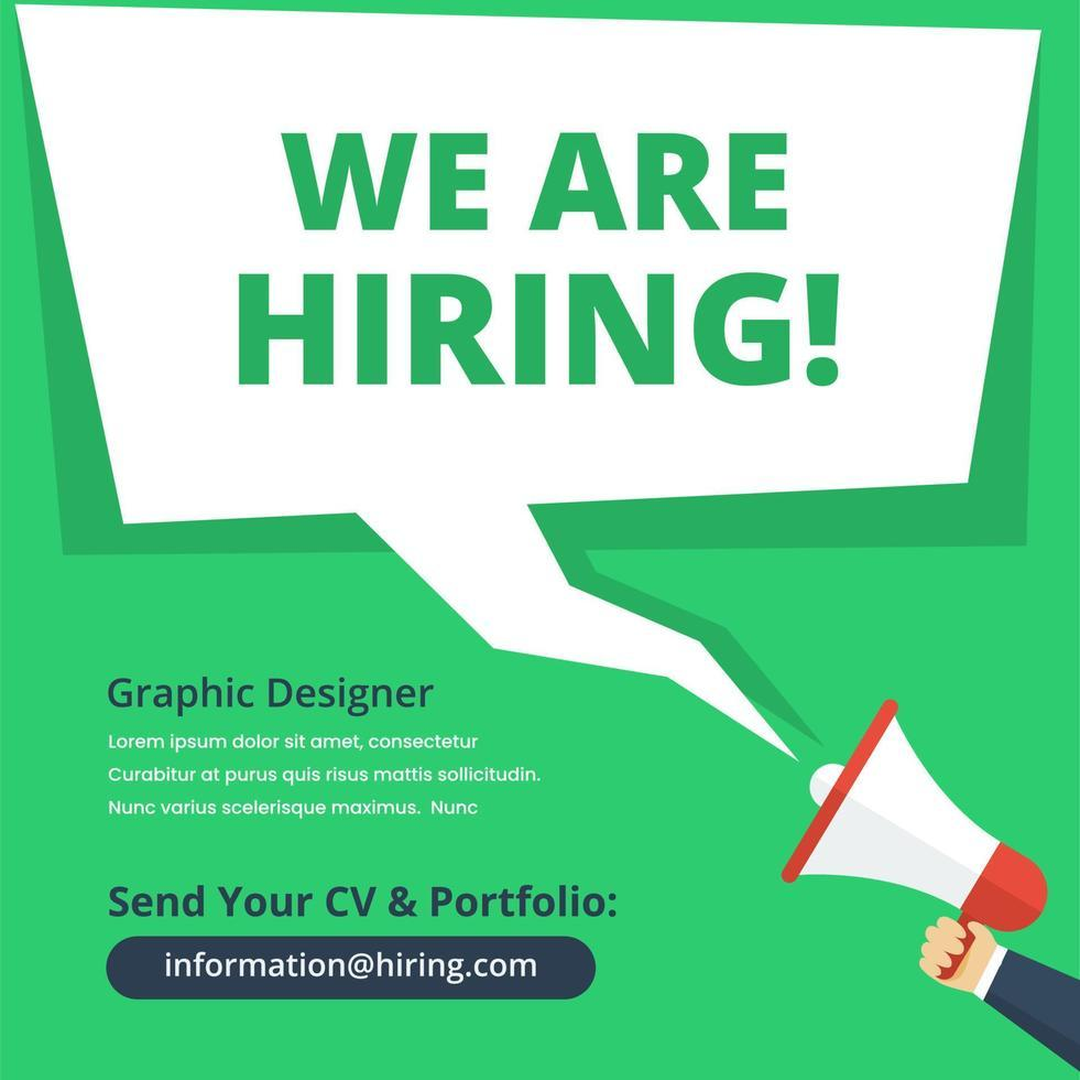 WE ARE
HIRING!
Graphic Designer
Lorem ipsum dolor sit amet, consectetur
Curabitur at purus quis risus mattis sollicitudin.
Nunc varius scelerisque maximus.  Nunc
Send Your CV & Portfolio:
information@hiring.com